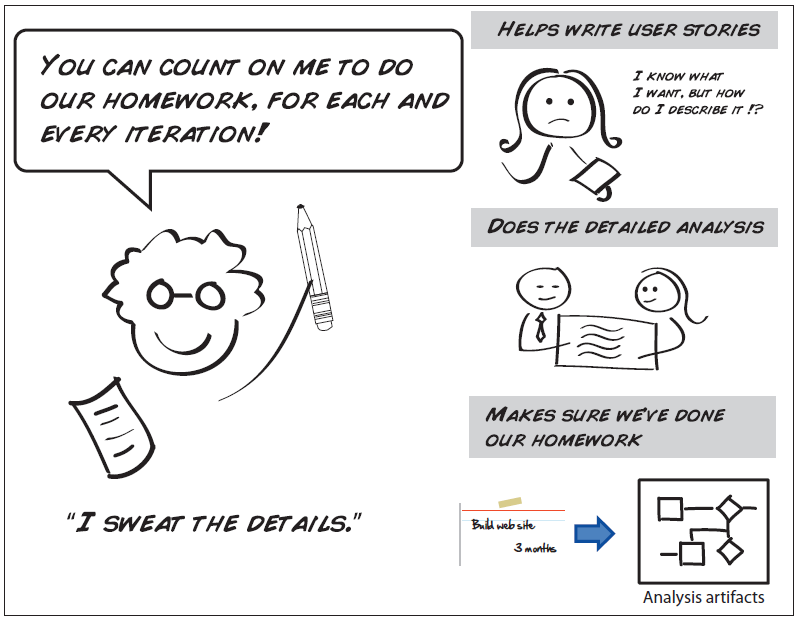 You can count on me to do
our homework, for each and
every iteration!
"I sweat the details."
Helps write user stories
I know what
I want, but how
do I describe it !?
Does the detailed analysis
Makes sure we've done
our homework
Build web site
3 months
Analysis artifacts